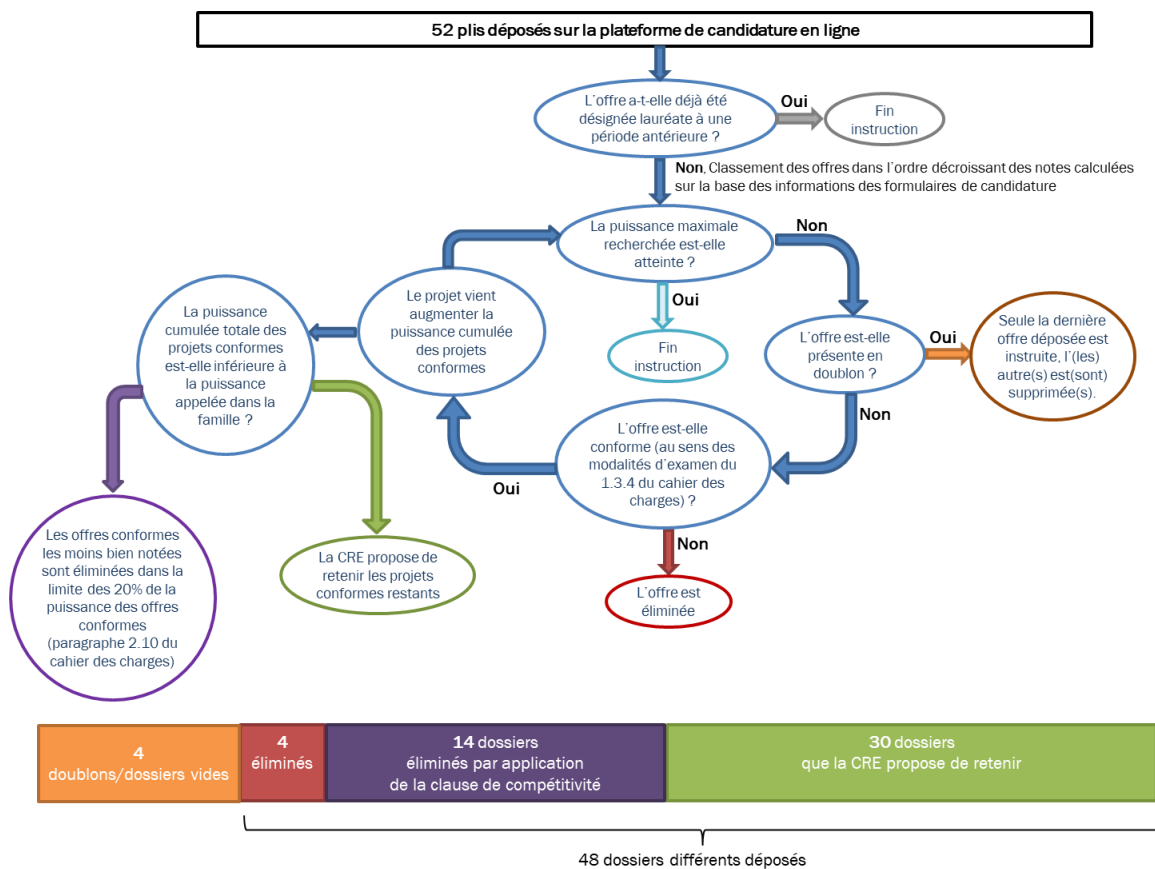 52 plis déposés sur la plateforme de candidature en ligne
L'offre a-t-elle déjà été
désignée lauréate à une
période antérieure ?
Oui
Fin
instruction
Non, Classement des offres dans l'ordre décroissant des notes calculées
sur la base des informations des formulaires de candidature
La puissance maximale
recherchée est-elle
atteinte ?
Non
Oui
Fin
instruction
L'offre est-elle
présente en
doublon ?
Oui
Seule la dernière
offre déposée est
instruite, l'(les)
autre(s) est(sont)
supprimée(s).
Non
L'offre est-elle
conforme (au sens des
modalités d'examen du
1.3.4 du cahier des
charges) ?
Oui
Non
L'offre est
éliminée
Le projet vient
augmenter la
puissance cumulée
des projets
conformes
La puissance
cumulée totale des
projets conformes
est-elle inférieure à
la puissance
appelée dans la
famille ?
Les offres conformes
les moins bien notées
sont éliminées dans la
limite des 20% de la
puissance des offres
conformes
(paragraphe 2.10 du
cahier des charges)
La CRE propose de
retenir les projets
conformes restants
4
doublons/dossiers vides
4
éliminés
14 dossiers
éliminés par application
de la clause de compétitivité
30 dossiers
que la CRE propose de retenir
48 dossiers différents déposés